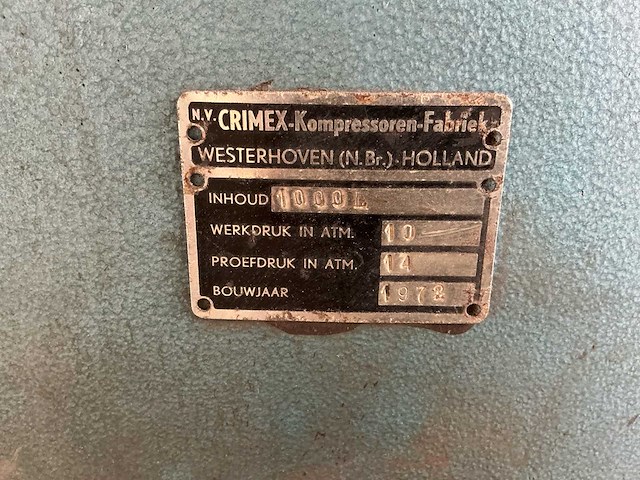 N.V. CRIMEX-Kompressoren-Fabriek
WESTERHOVEN (N.Br.)-HOLLAND
INHOUD 1000L
WERKDRUK IN ATM. 10
PROEFDRUK IN ATM. 14
BOUWJAAR 1972